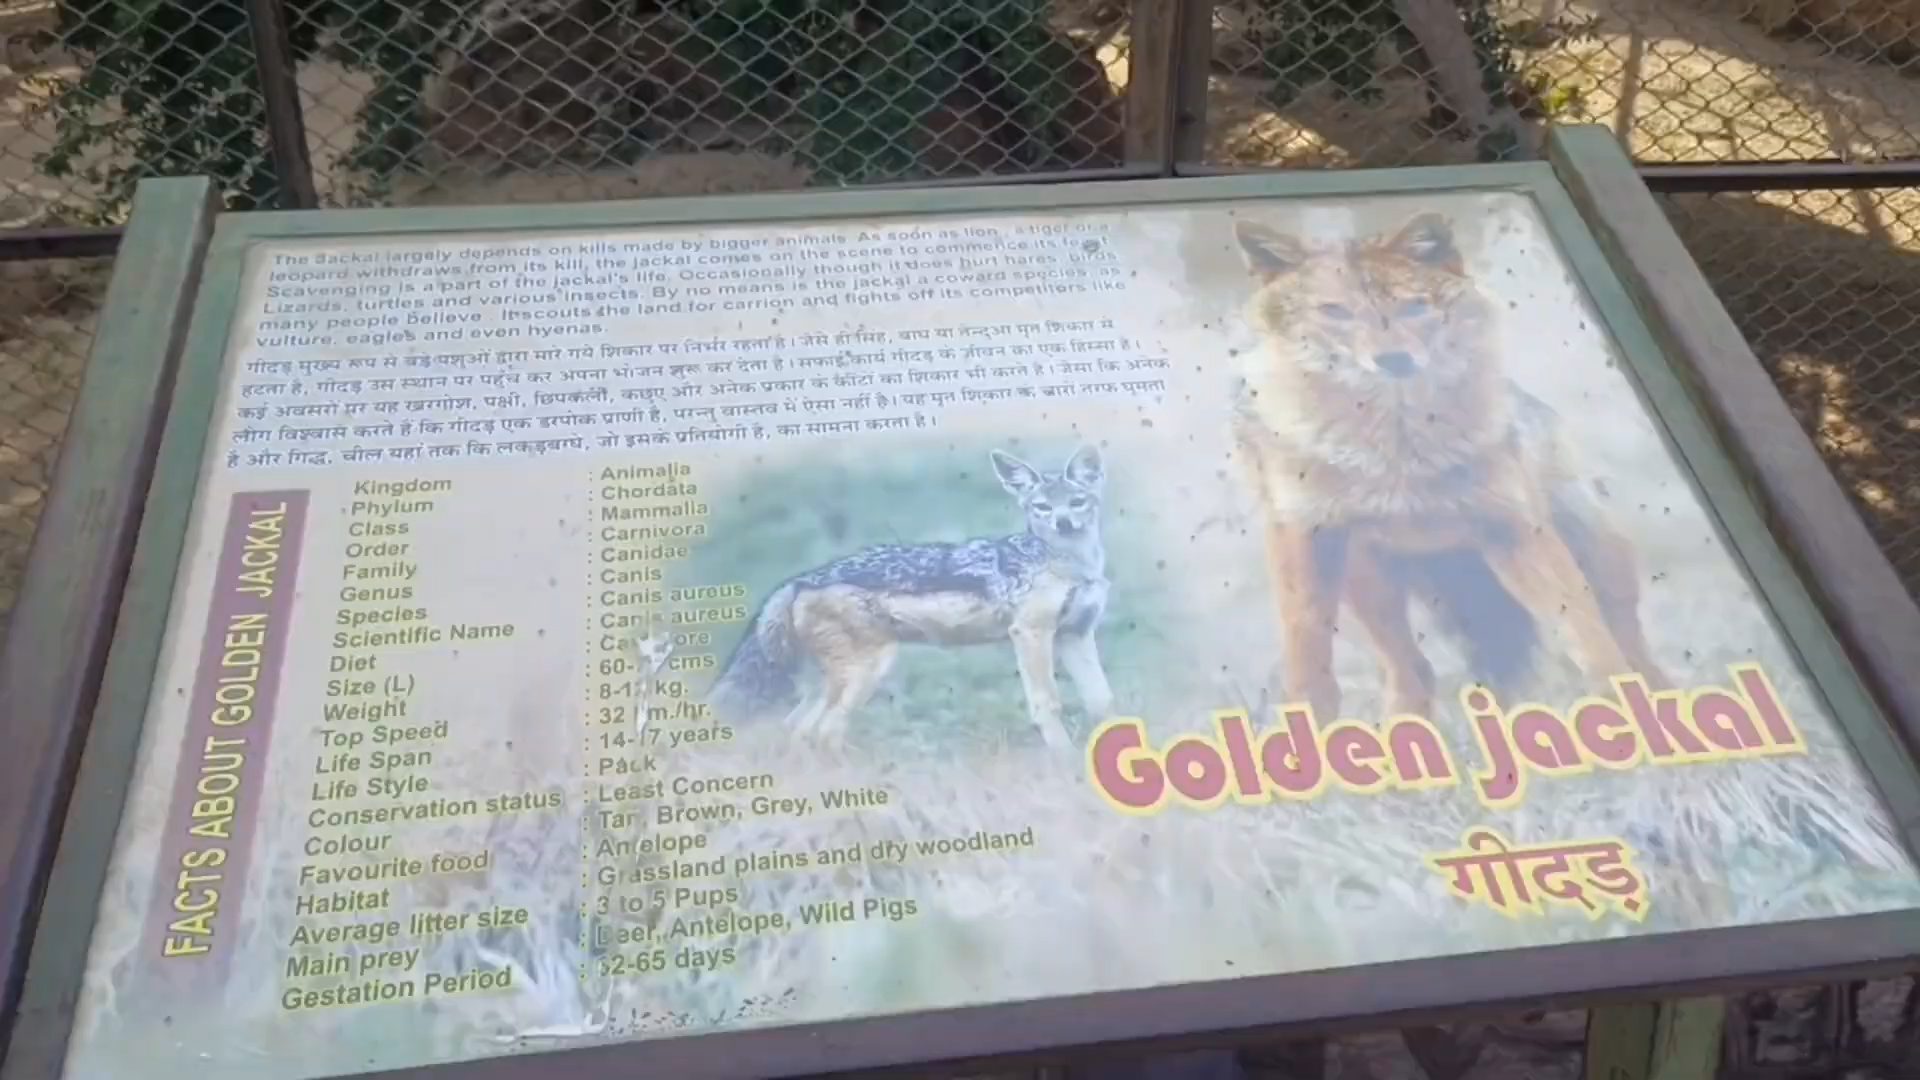 The Jackal largely depends on kills made by bigger animals. As soon as lion , a tiger or a
leopard withdraws from its kill, the jackal comes on the scene to commence its
Scavenging is a part of the jackal's life. Occasionally though it does hurt hares, birds
Lizards, turtles and various insects. By no means is the jackal a coward species, as
many people believe . It scouts the land for carrion and fights off its competitors like
vulture, eagles and even hyenas.
गीदड़ मुख्य रूप से बड़े पशुओं द्वारा मारे गये शिकार पर निर्भर रहता है। जैसे ही सिंह, बाघ या तेन्दुआ मृत शिकार से
हटता है, गीदड़ उस स्थान पर पहुँच कर अपना भोजन शुरू कर देता है। सफाई कार्य गीदड़ के जीवन का एक हिस्सा है।
कई अवसरों पर यह खरगोश, पक्षी, छिपकली, कछुए और अनेक प्रकार के कीटों का शिकार भी करते है। जैसा कि अनेक
लोग विश्वास करते हैं कि गीदड़ एक डरपोक प्राणी है, परन्तु वास्तव में ऐसा नहीं है। यह मृत शिकार के चारों तरफ घुमता
है और गिद्ध, चील यहां तक कि लकड़बग्घे, जो इसके प्रतियोगी है, का सामना करता है।
FACTS ABOUT GOLDEN JACKAL
Kingdom : Animalia
Phylum : Chordata
Class : Mammalia
Order : Carnivora
Family : Canidae
Genus : Canis
Species : Canis aureus
Scientific Name : Canis aureus
Diet :
Size (L) : cms
Weight : kg.
Top Speed : 32 m./hr.
Life Span : 14-17 years
Life Style : Pack
Conservation status : Least Concern
Colour : Tan, Brown, Grey, White
Favourite food : Antelope
Habitat : Grassland plains and dry woodland
Average litter size : 3 to 5 Pups
Main prey : Deer, Antelope, Wild Pigs
Gestation Period : 62-65 days
Golden jackal
गीदड़